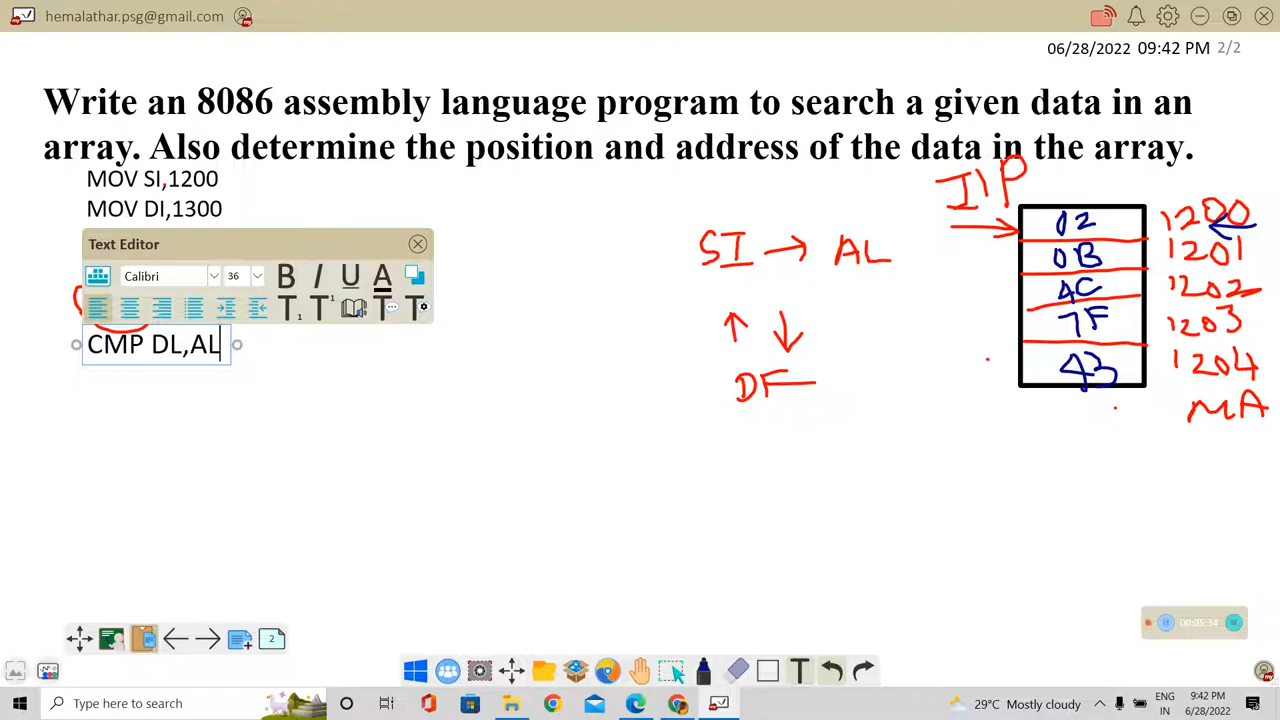 hemalathar.psg@gmail.com
06/28/2022 09:42 PM 2/2
Write an 8086 assembly language program to search a given data in an
array. Also determine the position and address of the data in the array.
MOV SI,1200
MOV DI,1300
Text Editor
Calibri 36 B I U A
CMP DL,AL
SI → AL
DF
I/P
02 1200
0B 1201
4C 1202
7F 1203
43 1204
MA
00:05:34
2
Type here to search
29°C Mostly cloudy
ENG
IN
9:42 PM
6/28/2022